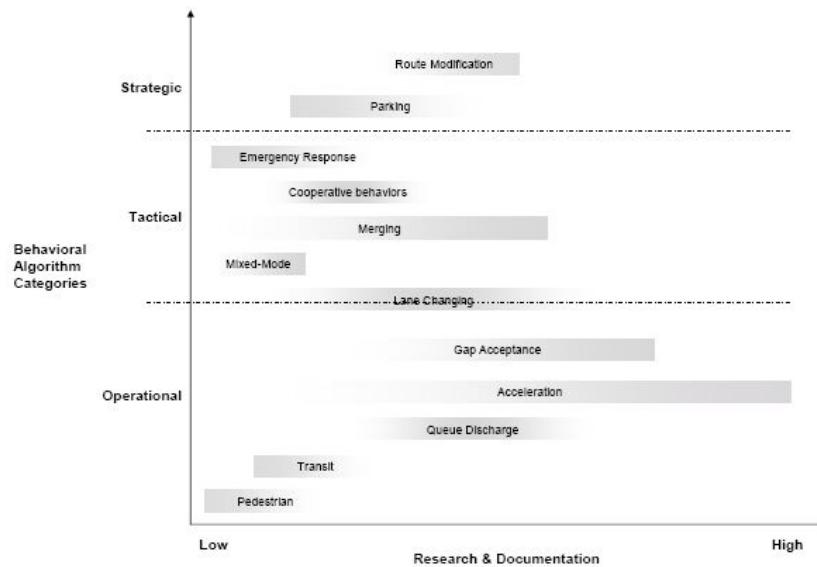 Route Modification
Strategic
Parking
Emergency Response
Cooperative behaviors
Tactical
Merging
Behavioral
Algorithm
Categories
Mixed-Mode
Lane Changing
Gap Acceptance
Operational
Acceleration
Queue Discharge
Transit
Pedestrian
Low
High
Research & Documentation